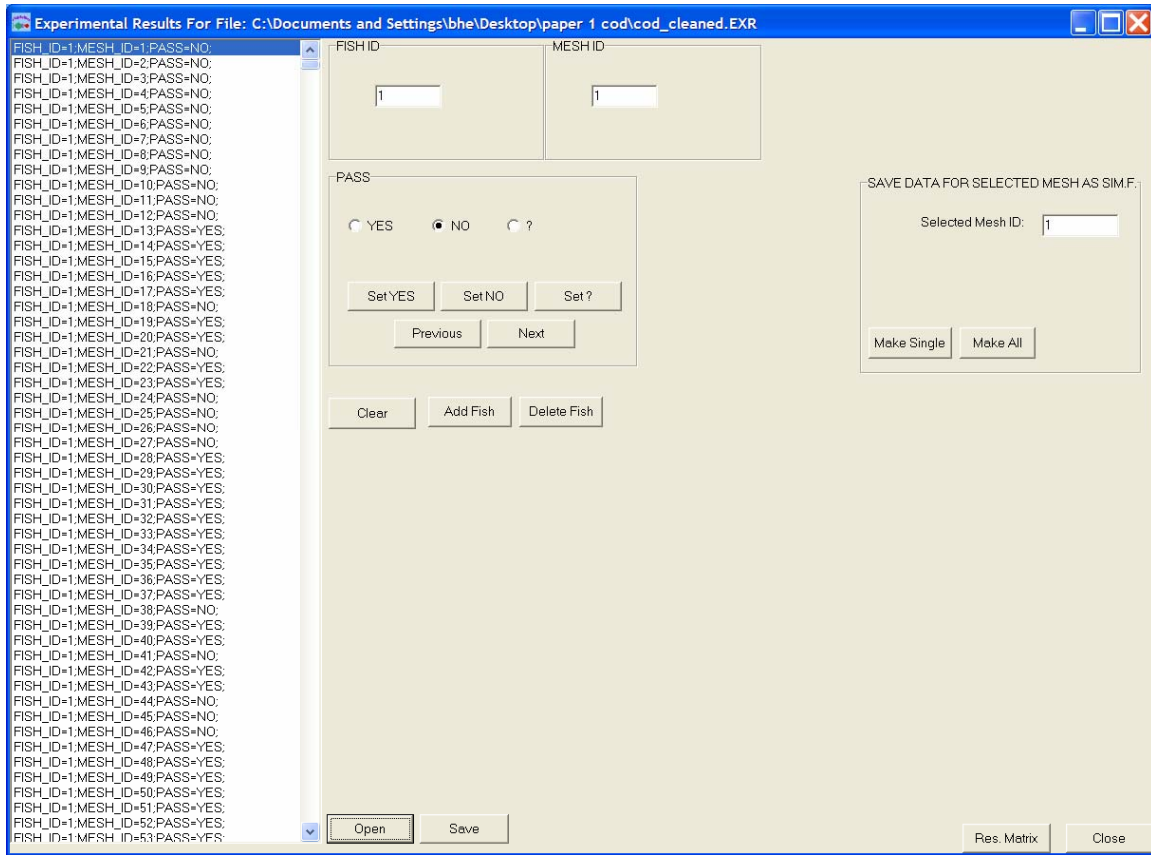 Experimental Results For File: C:\Documents and Settings\bhe\Desktop\paper 1 cod\cod_cleaned.EXR
FISH_ID=1;MESH_ID=1;PASS=NO;
FISH_ID=1;MESH_ID=2;PASS=NO;
FISH_ID=1;MESH_ID=3;PASS=NO;
FISH_ID=1;MESH_ID=4;PASS=NO;
FISH_ID=1;MESH_ID=5;PASS=NO;
FISH_ID=1;MESH_ID=6;PASS=NO;
FISH_ID=1;MESH_ID=7;PASS=NO;
FISH_ID=1;MESH_ID=8;PASS=NO;
FISH_ID=1;MESH_ID=9;PASS=NO;
FISH_ID=1;MESH_ID=10;PASS=NO;
FISH_ID=1;MESH_ID=11;PASS=NO;
FISH_ID=1;MESH_ID=12;PASS=NO;
FISH_ID=1;MESH_ID=13;PASS=YES;
FISH_ID=1;MESH_ID=14;PASS=YES;
FISH_ID=1;MESH_ID=15;PASS=YES;
FISH_ID=1;MESH_ID=16;PASS=YES;
FISH_ID=1;MESH_ID=17;PASS=YES;
FISH_ID=1;MESH_ID=18;PASS=NO;
FISH_ID=1;MESH_ID=19;PASS=YES;
FISH_ID=1;MESH_ID=20;PASS=YES;
FISH_ID=1;MESH_ID=21;PASS=NO;
FISH_ID=1;MESH_ID=22;PASS=YES;
FISH_ID=1;MESH_ID=23;PASS=YES;
FISH_ID=1;MESH_ID=24;PASS=NO;
FISH_ID=1;MESH_ID=25;PASS=NO;
FISH_ID=1;MESH_ID=26;PASS=NO;
FISH_ID=1;MESH_ID=27;PASS=NO;
FISH_ID=1;MESH_ID=28;PASS=YES;
FISH_ID=1;MESH_ID=29;PASS=YES;
FISH_ID=1;MESH_ID=30;PASS=YES;
FISH_ID=1;MESH_ID=31;PASS=YES;
FISH_ID=1;MESH_ID=32;PASS=YES;
FISH_ID=1;MESH_ID=33;PASS=YES;
FISH_ID=1;MESH_ID=34;PASS=YES;
FISH_ID=1;MESH_ID=35;PASS=YES;
FISH_ID=1;MESH_ID=36;PASS=YES;
FISH_ID=1;MESH_ID=37;PASS=YES;
FISH_ID=1;MESH_ID=38;PASS=NO;
FISH_ID=1;MESH_ID=39;PASS=YES;
FISH_ID=1;MESH_ID=40;PASS=YES;
FISH_ID=1;MESH_ID=41;PASS=NO;
FISH_ID=1;MESH_ID=42;PASS=YES;
FISH_ID=1;MESH_ID=43;PASS=YES;
FISH_ID=1;MESH_ID=44;PASS=NO;
FISH_ID=1;MESH_ID=45;PASS=NO;
FISH_ID=1;MESH_ID=46;PASS=NO;
FISH_ID=1;MESH_ID=47;PASS=YES;
FISH_ID=1;MESH_ID=48;PASS=YES;
FISH_ID=1;MESH_ID=49;PASS=YES;
FISH_ID=1;MESH_ID=50;PASS=YES;
FISH_ID=1;MESH_ID=51;PASS=YES;
FISH_ID=1;MESH_ID=52;PASS=YES;
FISH_ID=1;MESH_ID=53;PASS=YES;
FISH ID
1
MESH ID
1
PASS
YES NO ?
Set YES Set NO Set ?
Previous Next
Clear Add Fish Delete Fish
SAVE DATA FOR SELECTED MESH AS SIM.F.
Selected Mesh ID: 1
Make Single Make All
Open Save
Res. Matrix Close